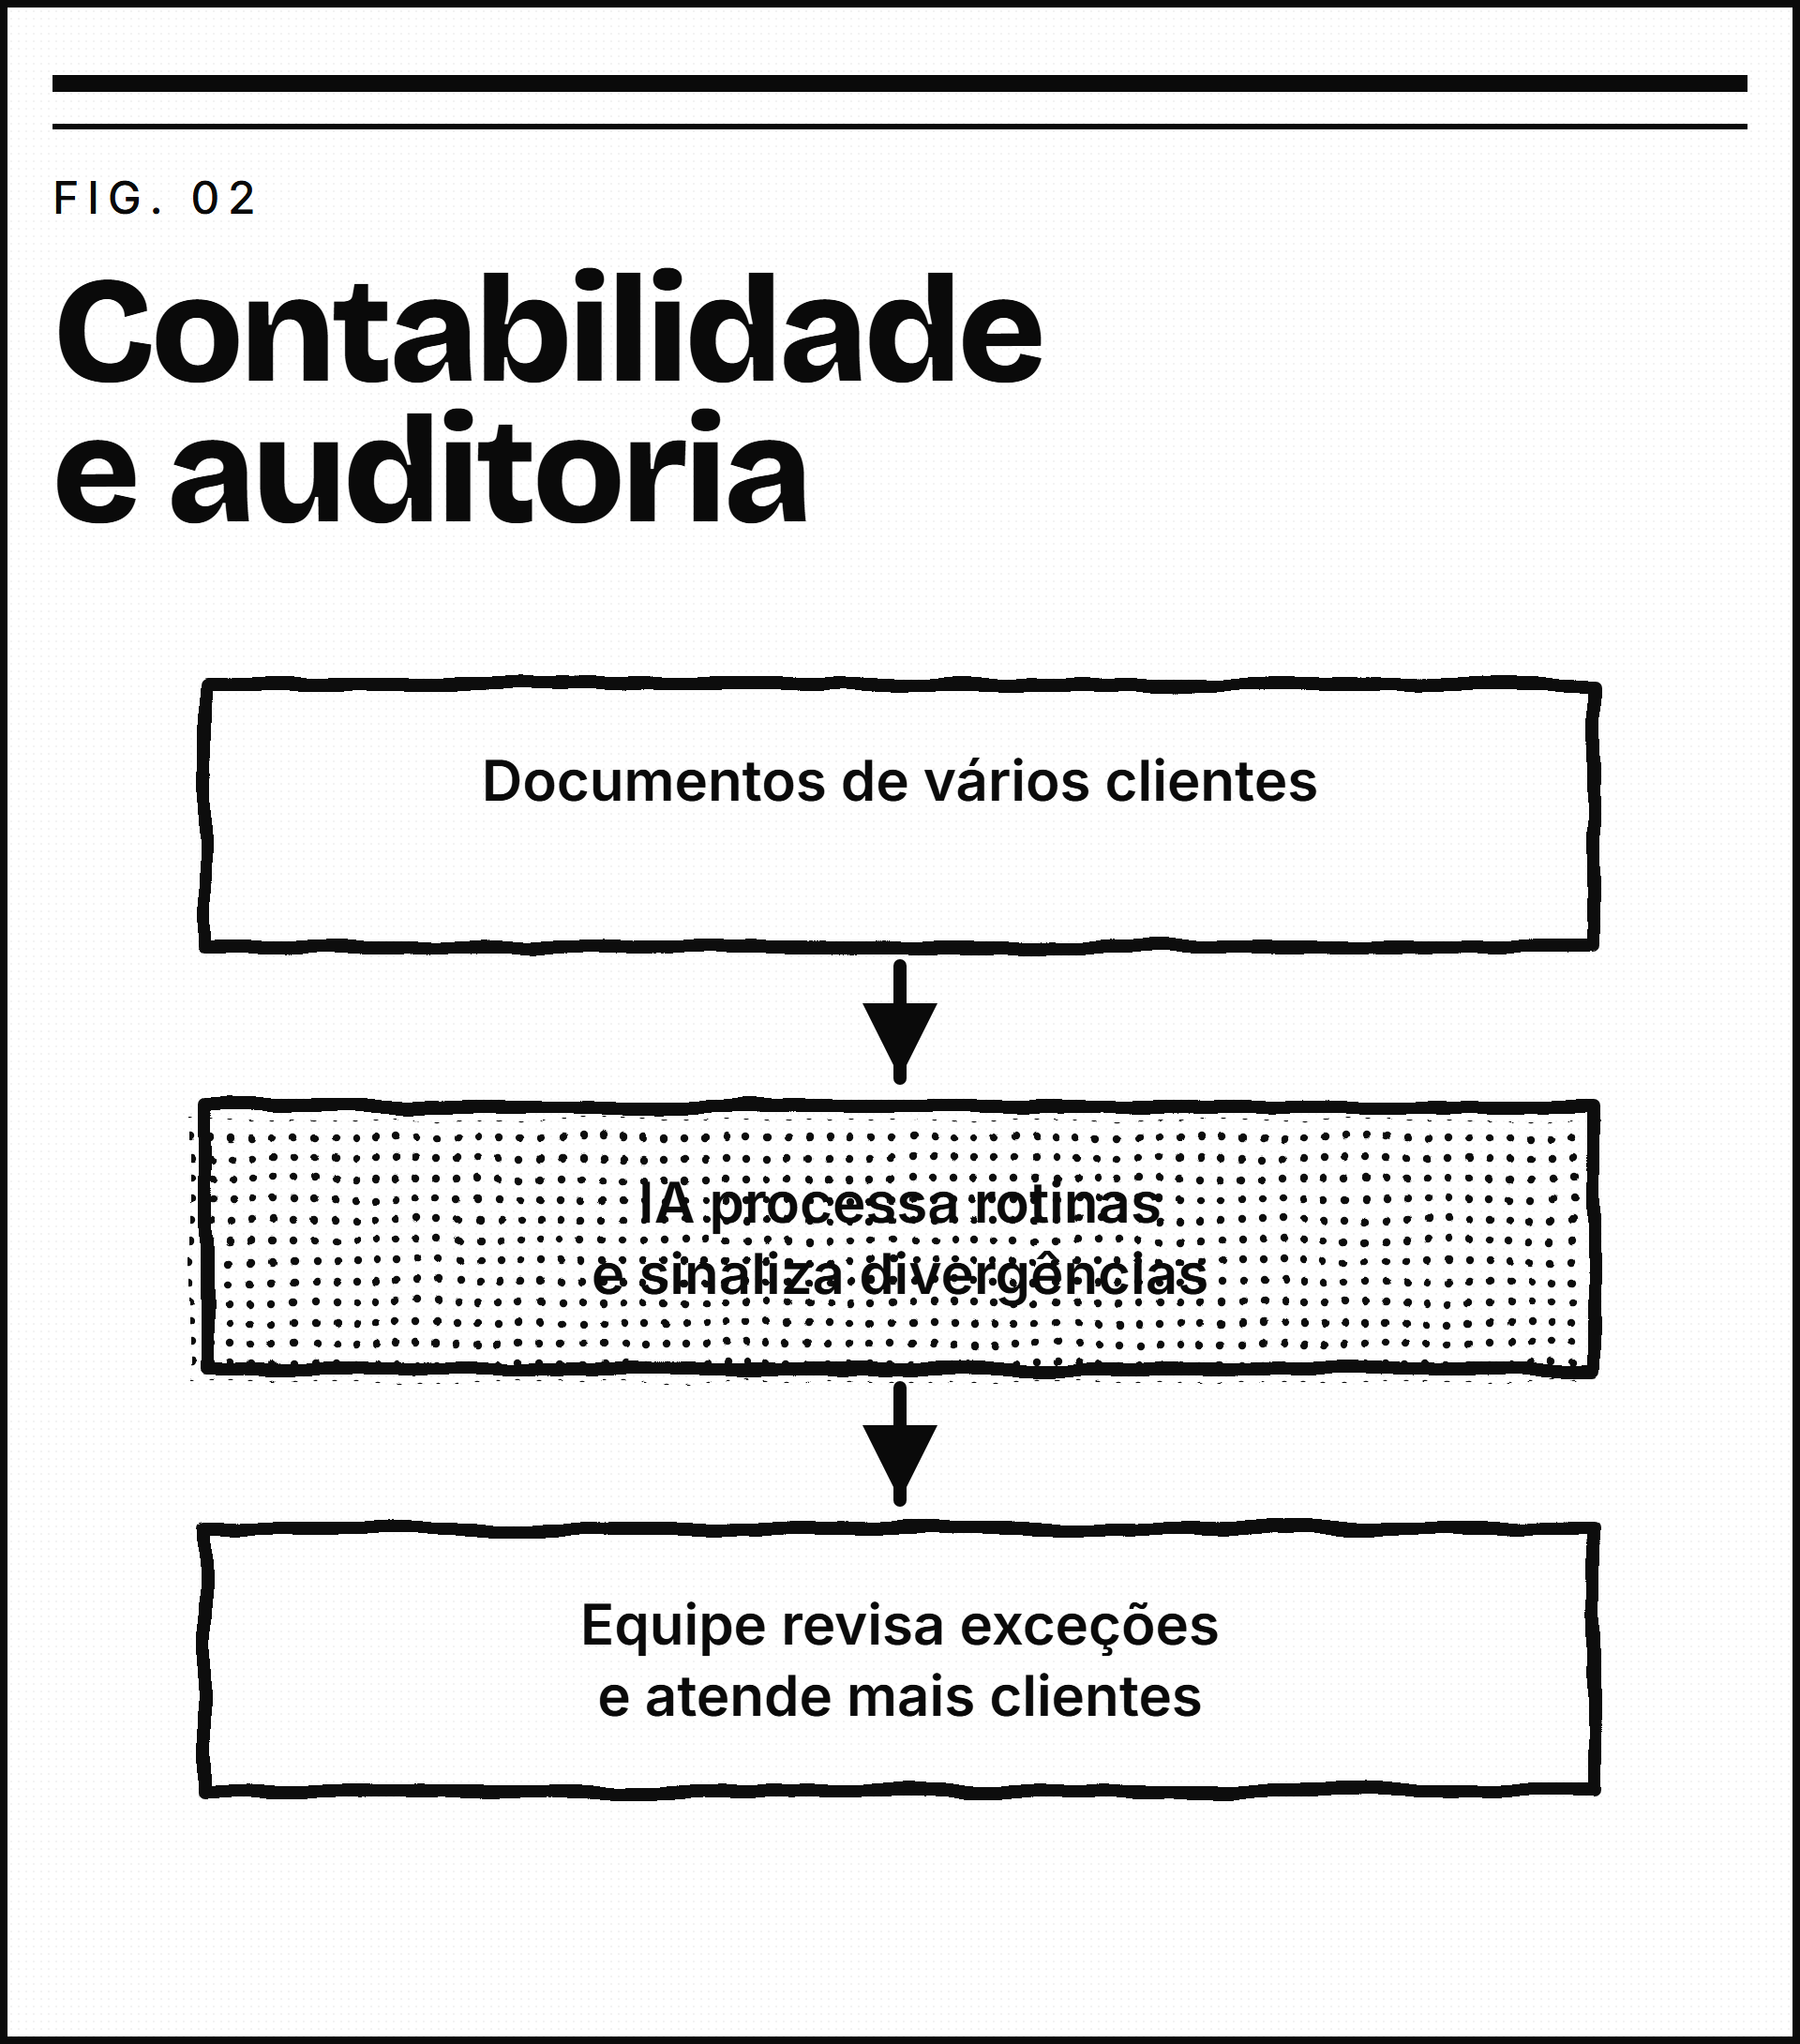 FIG. 02
Contabilidade
e auditoria
Documentos de vários clientes
IA processa rotinas
e sinaliza divergências
Equipe revisa exceções
e atende mais clientes